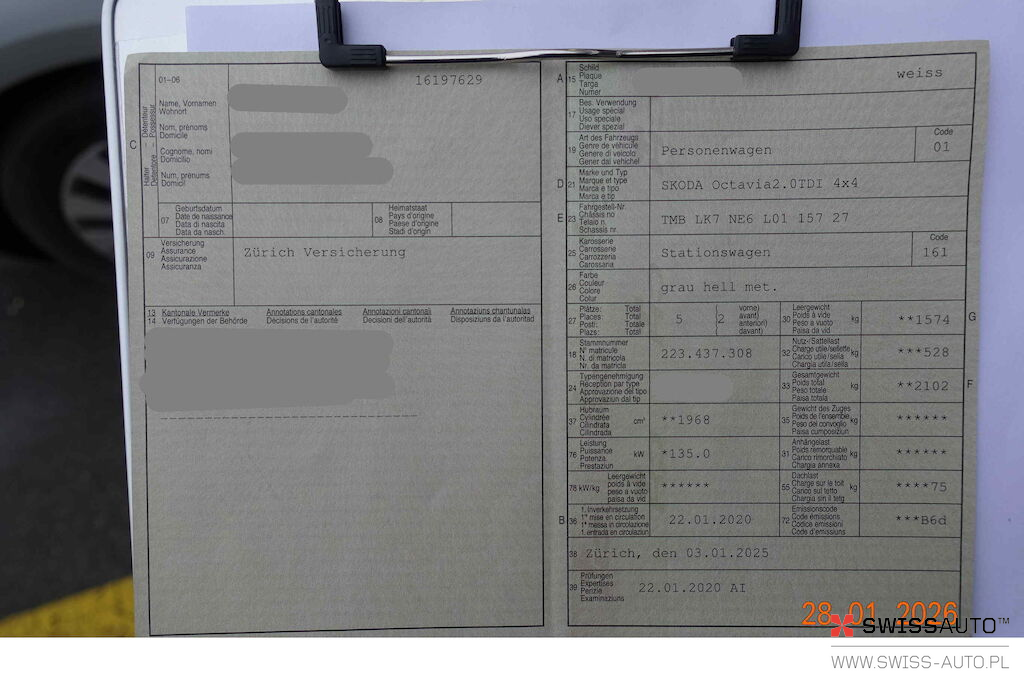 01-06
16197629
C
Halter Détenteur
Detentore Possessur
Name, Vornamen
Wohnort
Nom, prénoms
Domicile
Cognome, nomi
Domicilio
Num, prenums
Domicil
07
Geburtsdatum
Date de naissance
Data di nascita
Data da nasch.
08
Heimatstaat
Pays d'origine
Paese d'origine
Stadi d'origin
09
Versicherung
Assurance
Assicurazione
Assicuranza
Zürich Versicherung
13 Kantonale Vermerke Annotations cantonales Annotazioni cantonali Annotaziuns chantunalas
14 Verfügungen der Behörde Décisions de l'autorité Decisioni dell'autorità Disposiziuns da l'autoritad
A 15
Schild
Plaque
Targa
Numer
weiss
17
Bes. Verwendung
Usage spécial
Uso speciale
Diever spezial
19
Art des Fahrzeugs
Genre de véhicule
Genere di veicolo
Gener dal vehichel
Personenwagen
Code
01
D 21
Marke und Typ
Marque et type
Marca e tipo
Marca e tip
SKODA Octavia2.0TDI 4x4
E 23
Fahrgestell-Nr.
Châssis no
Telaio n.
Schassis nr.
TMB LK7 NE6 L01 157 27
25
Karosserie
Carrosserie
Carrozzeria
Carossaria
Stationswagen
Code
161
26
Farbe
Couleur
Colore
Colur
grau hell met.
27
Plätze: Total
Places: Total
Posti: Totale
Plazs: Total
5
2
vorne)
avant)
anteriori)
davant)
30
Leergewicht
Poids à vide
Peso a vuoto
Paisa da vid
kg
**1574
G
18
Stammnummer
N° matricule
N. di matricola
Nr. da matricla
223.437.308
32
Nutz-/Sattellast
Charge utile/sellette
Carico utile/sella
Chargia utila/sella
kg
***528
24
Typengenehmigung
Réception par type
Approvazione del tipo
Approvaziun dal tip
33
Gesamtgewicht
Poids total
Peso totale
Paisa totala
kg
**2102
F
37
Hubraum
Cylindrée
Cilindrata
Cilindrada
cm³
**1968
35
Gewicht des Zuges
Poids de l'ensemble
Peso del convoglio
Paisa cumposiziun
kg
******
76
Leistung
Puissance
Potenza
Prestaziun
kW
*135.0
31
Anhängelast
Poids remorquable
Carico rimorchiato
Chargia annexa
kg
******
78 kW/kg
Leergewicht
poids à vide
peso a vuoto
paisa da vid
******
55
Dachlast
Charge sur le toit
Carico sul tetto
Chargia sin il tetg
kg
****75
B 36
1. Inverkehrsetzung
1re mise en circulation
1a messa in circolazione
1. entrada en circulaziun
22.01.2020
72
Emissionscode
Code émissions
Codice emissioni
Code d'emissiuns
***B6d
38 Zürich, den 03.01.2025
39
Prüfungen
Expertises
Perizie
Examinaziuns
22.01.2020 AI
28.01.2026
SWISSAUTO™
WWW.SWISS-AUTO.PL